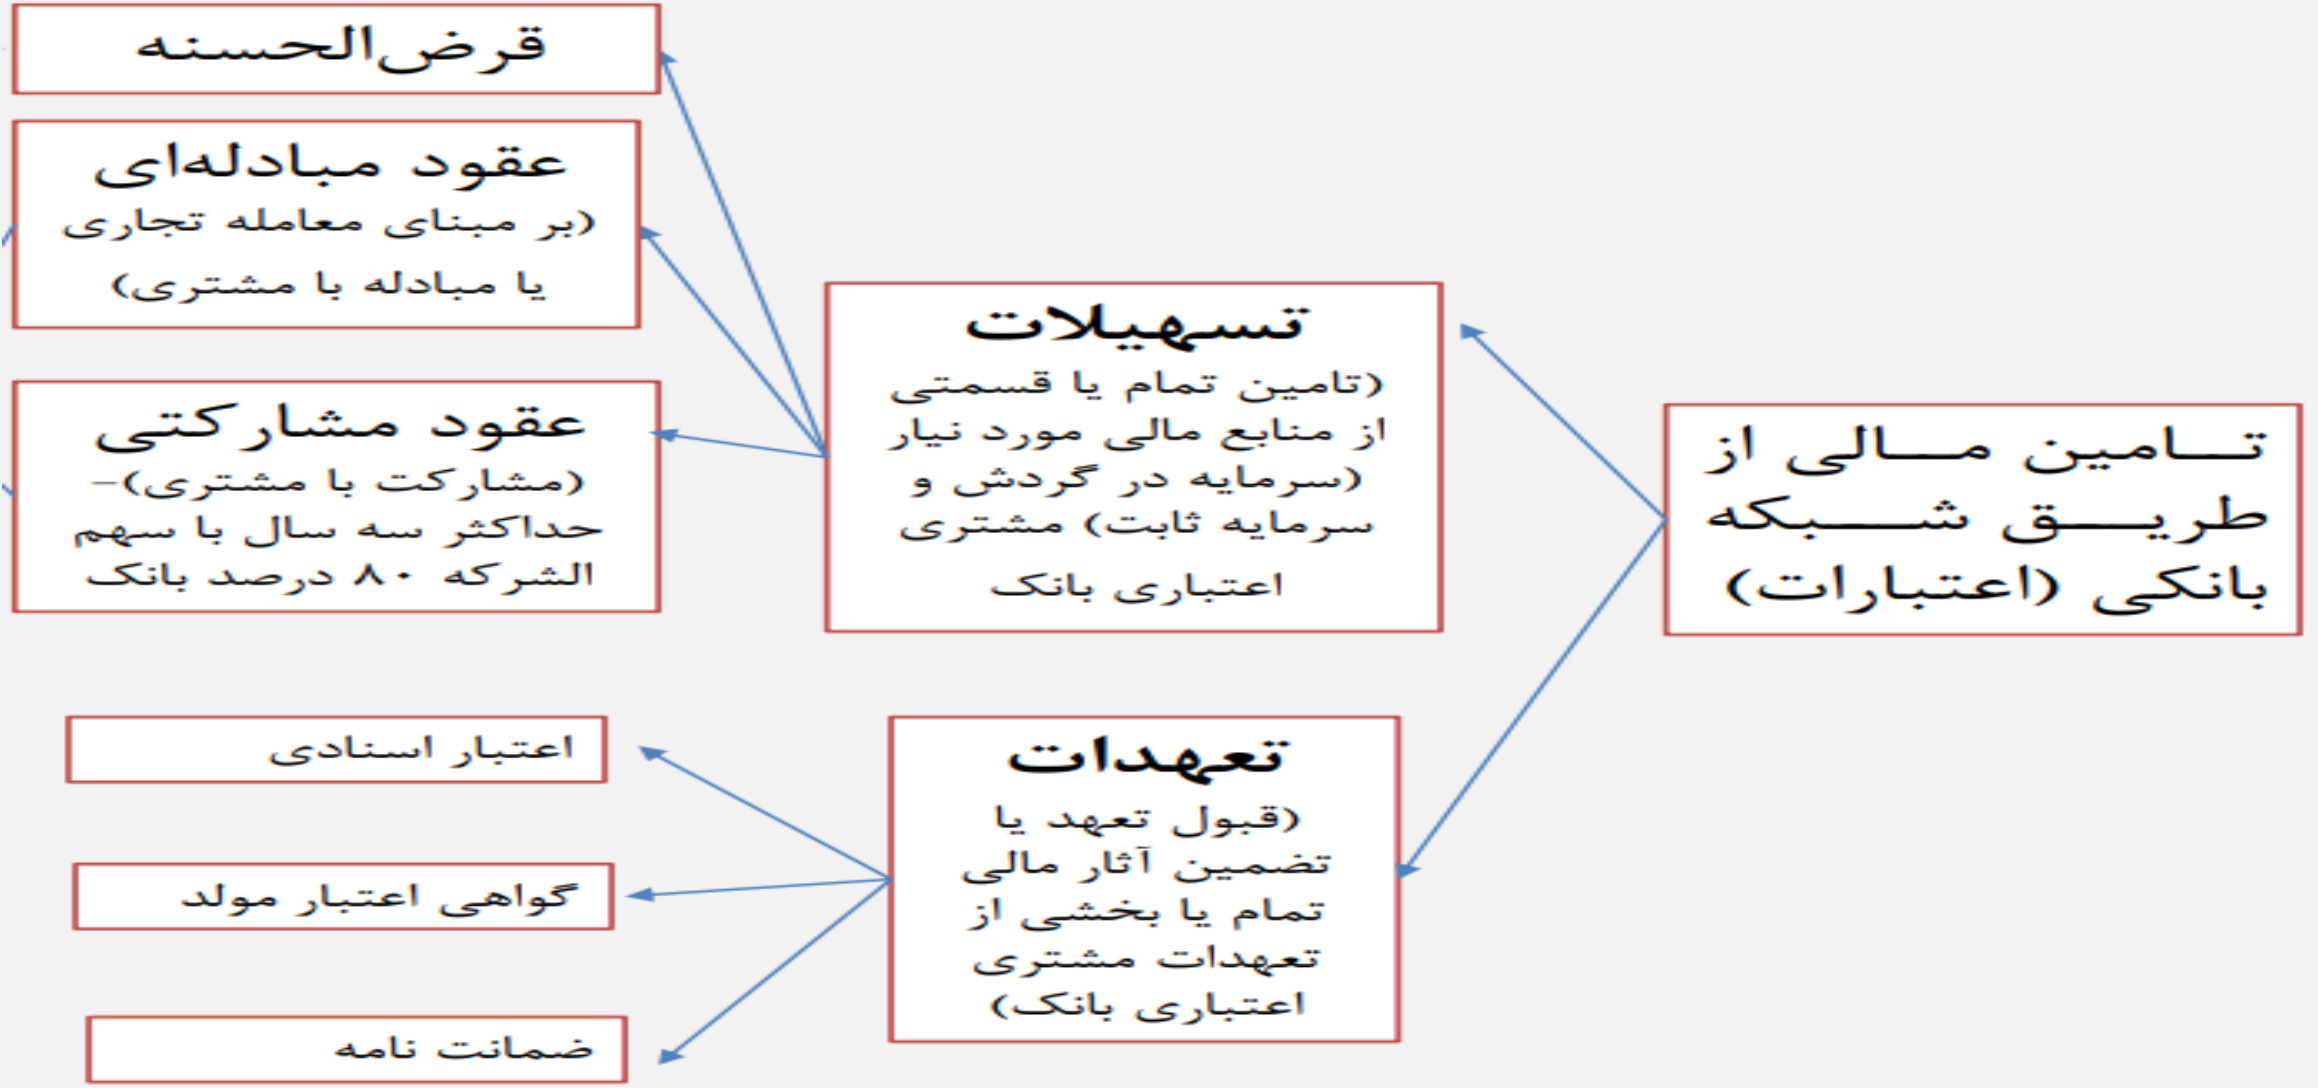 تامین مالی از
طریق شبکه
بانکی (اعتبارات)
تسهیلات
(تامین تمام یا قسمتی
از منابع مالی مورد نیار
(سرمایه در گردش و
سرمایه ثابت) مشتری
اعتباری بانک
قرض‌الحسنه
عقود مبادله‌ای
(بر مبنای معامله تجاری
یا مبادله با مشتری)
عقود مشارکتی
(مشارکت با مشتری)-
حداکثر سه سال با سهم
الشرکه ۸۰ درصد بانک
تعهدات
(قبول تعهد یا
تضمین آثار مالی
تمام یا بخشی از
تعهدات مشتری
اعتباری بانک)
اعتبار اسنادی
گواهی اعتبار مولد
ضمانت نامه